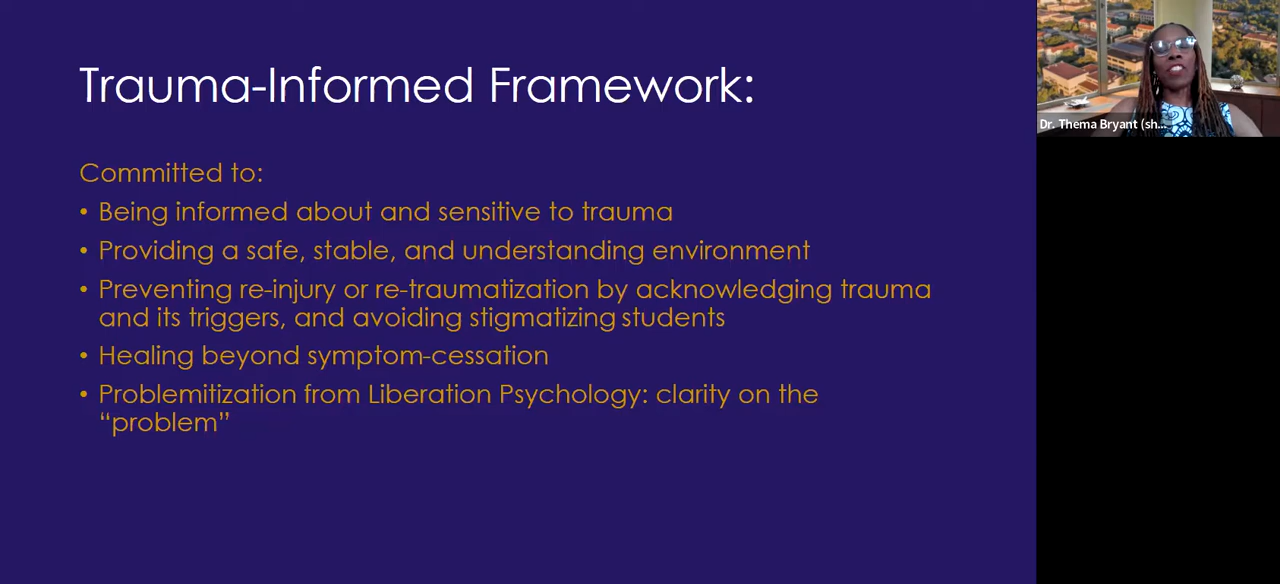 Trauma-Informed Framework:
Committed to:
• Being informed about and sensitive to trauma
• Providing a safe, stable, and understanding environment
• Preventing re-injury or re-traumatization by acknowledging trauma
and its triggers, and avoiding stigmatizing students
• Healing beyond symptom-cessation
• Problemitization from Liberation Psychology: clarity on the
“problem”
Dr. Thema Bryant (sh...